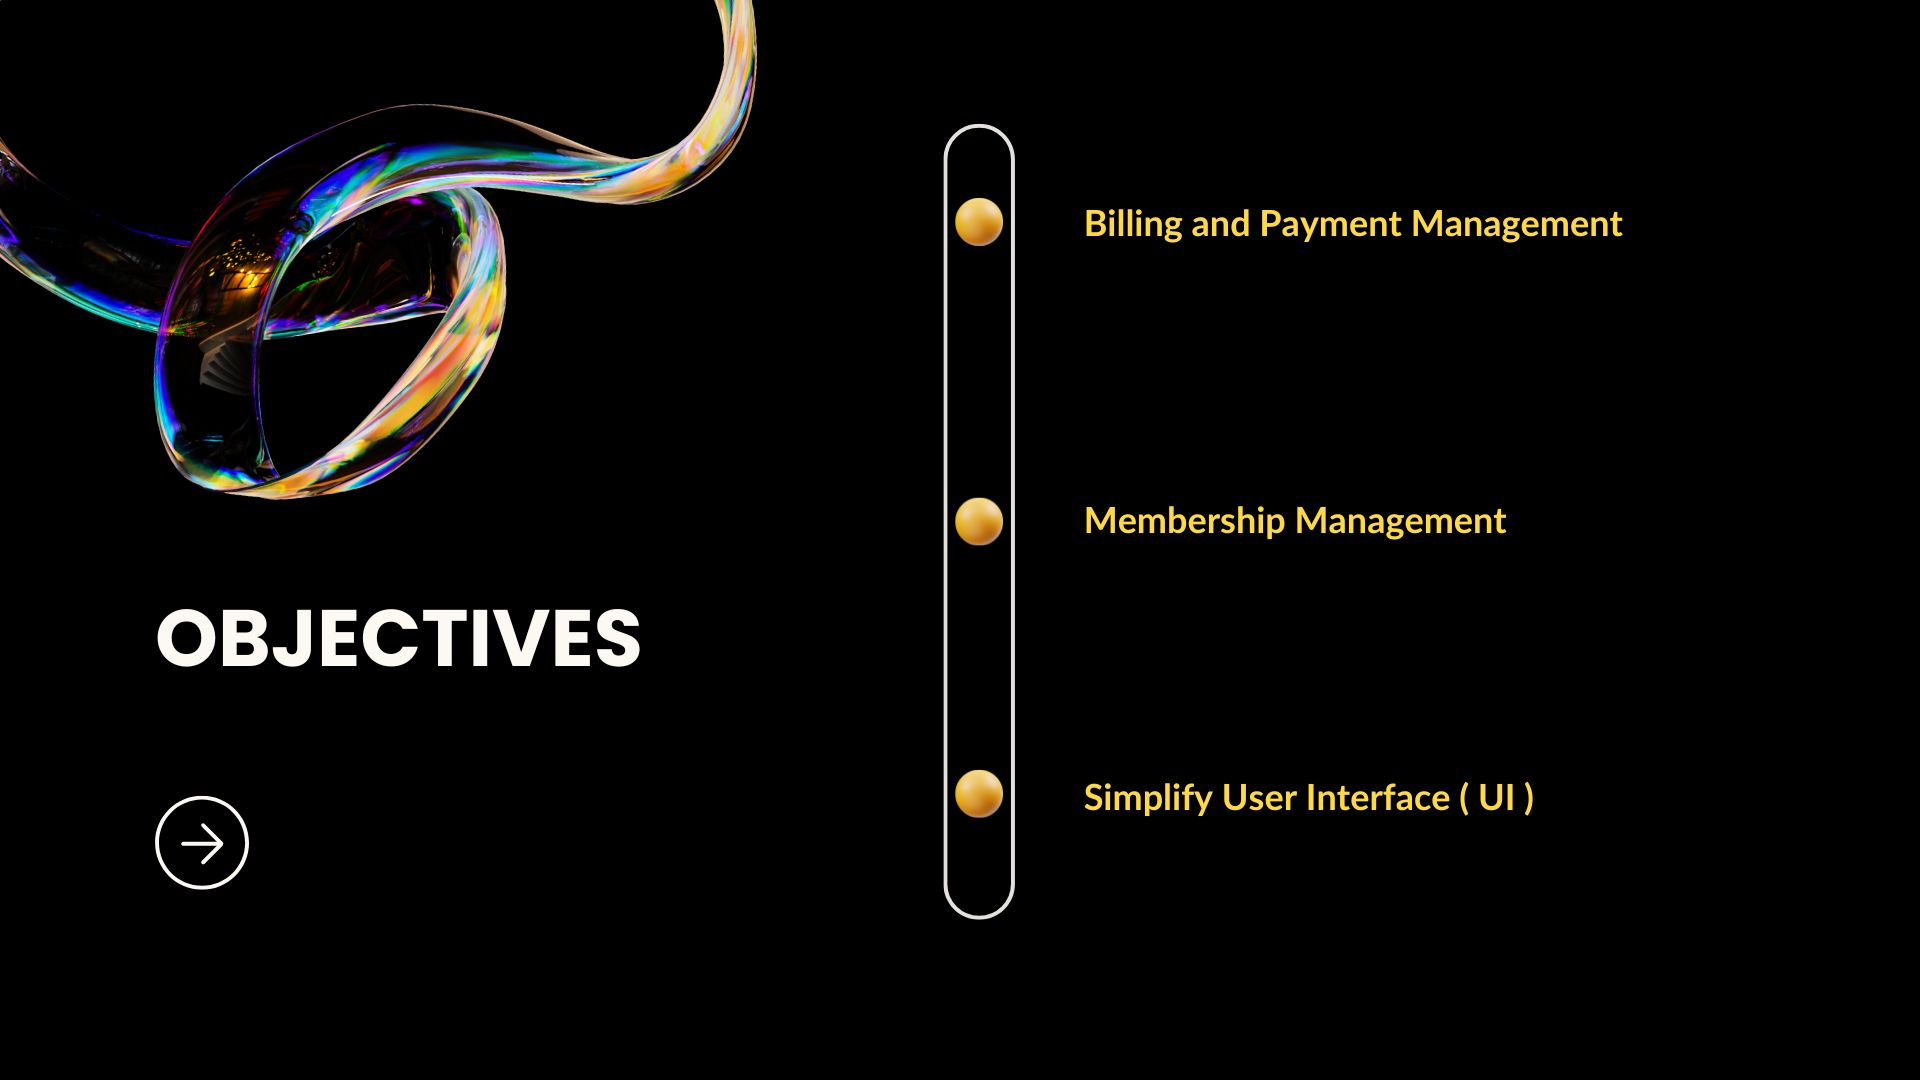 OBJECTIVES
Billing and Payment Management
Membership Management
Simplify User Interface ( UI )